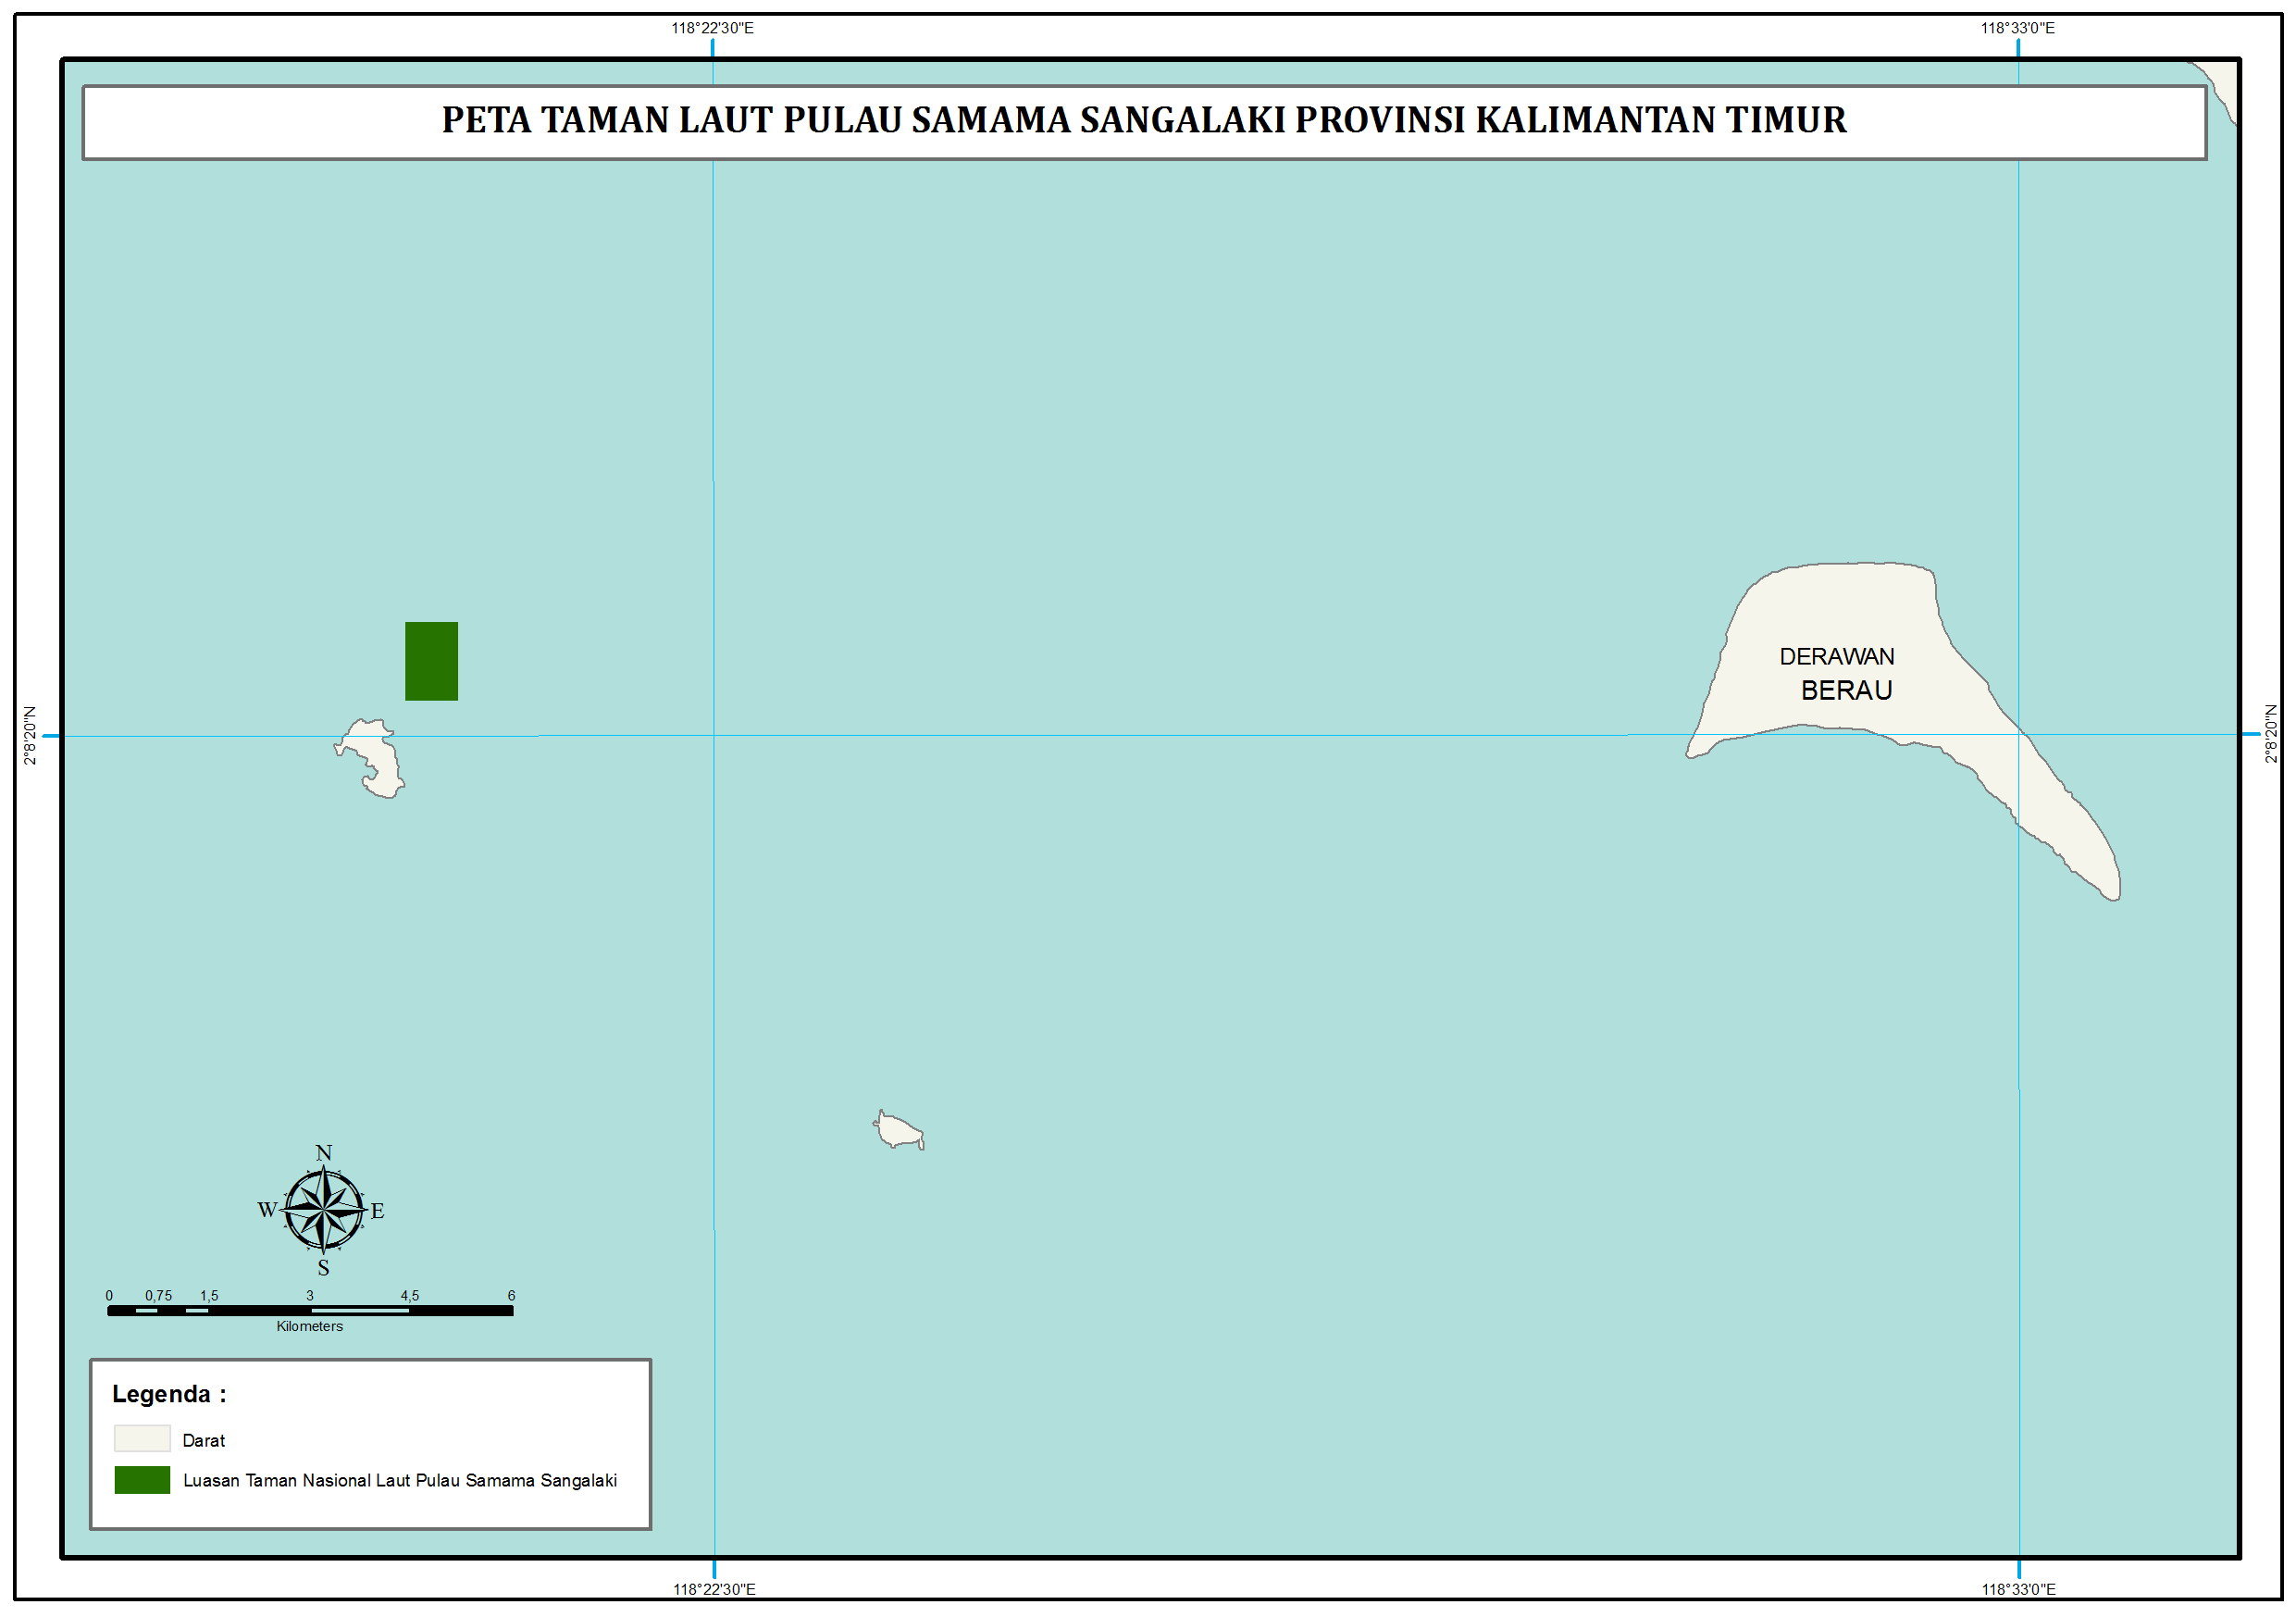 118°22'30"E
118°33'0"E
PETA TAMAN LAUT PULAU SAMAMA SANGALAKI PROVINSI KALIMANTAN TIMUR
DERAWAN
BERAU
2°8'20"N
2°8'20"N
N
W
E
S
0 0,75 1,5 3 4,5 6
Kilometers
Legenda :
Darat
Luasan Taman Nasional Laut Pulau Samama Sangalaki
118°22'30"E
118°33'0"E